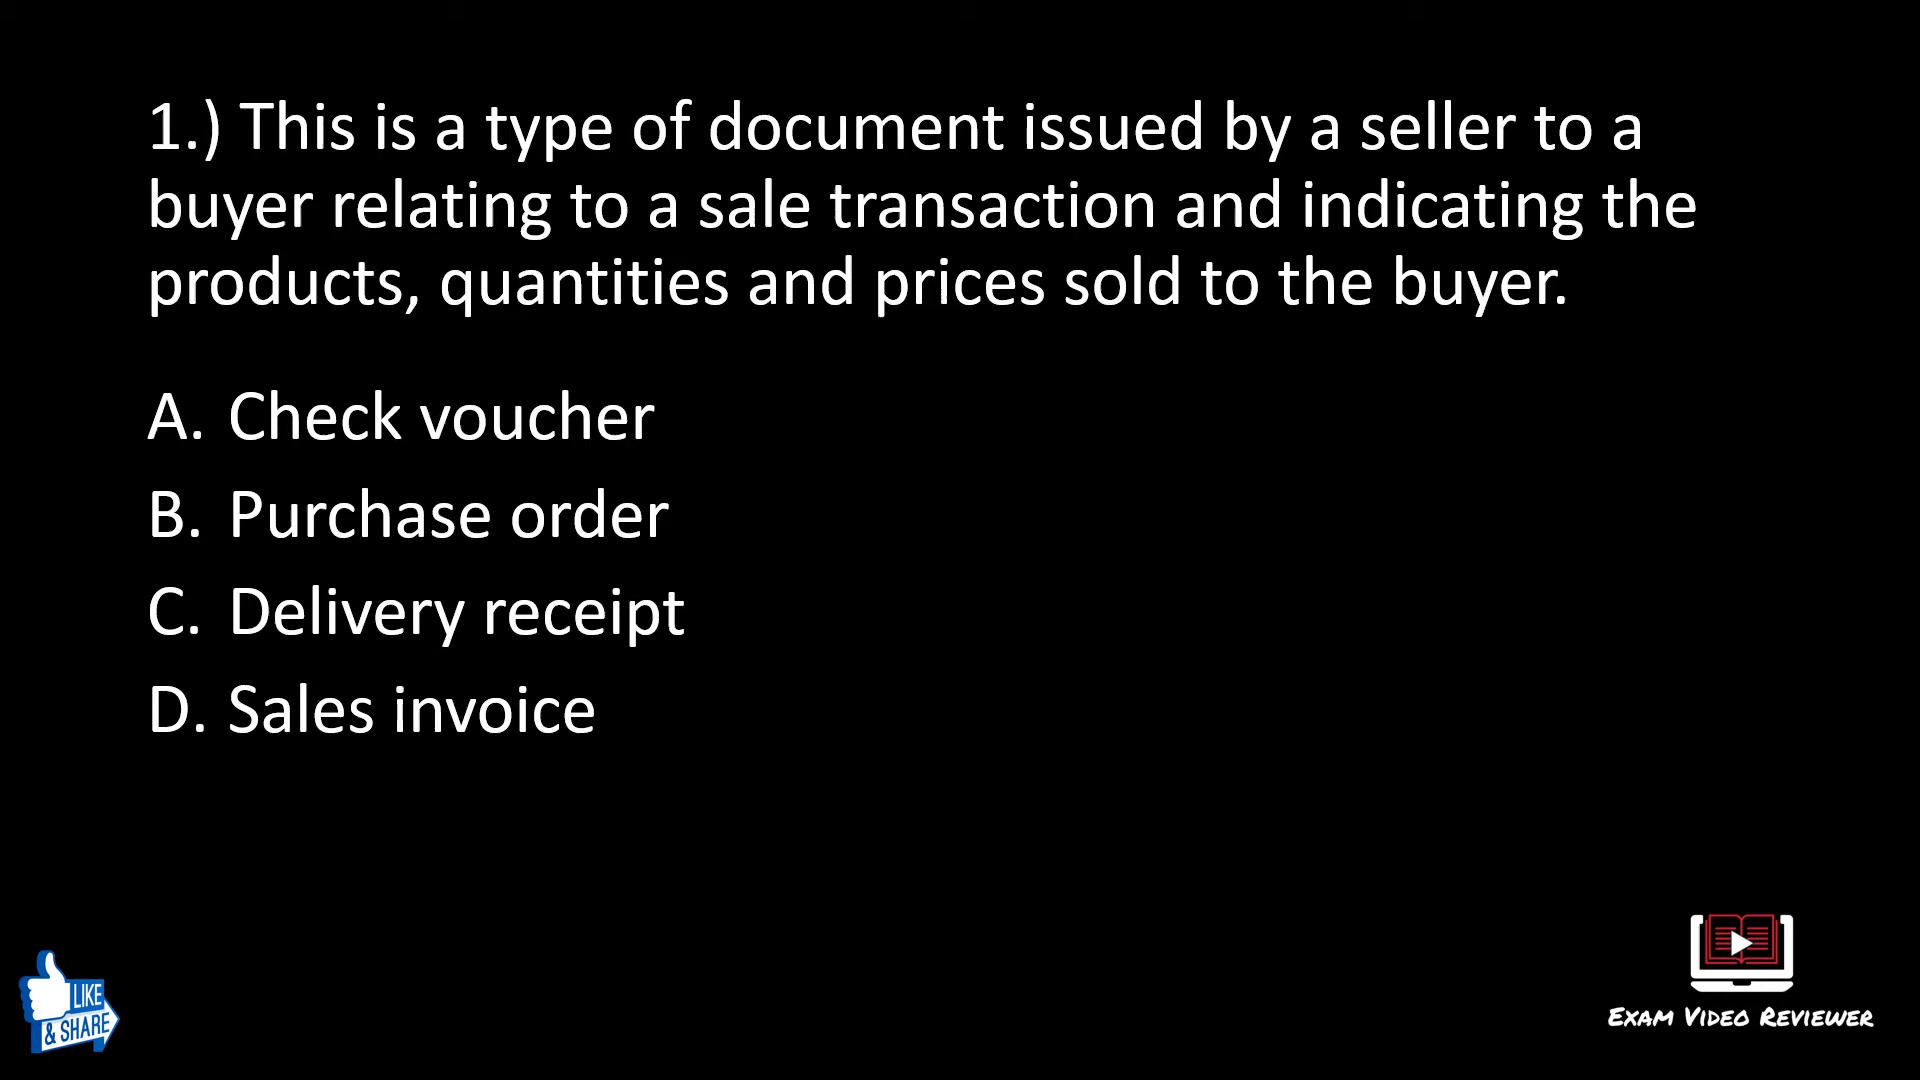 1.) This is a type of document issued by a seller to a
buyer relating to a sale transaction and indicating the
products, quantities and prices sold to the buyer.
A. Check voucher
B. Purchase order
C. Delivery receipt
D. Sales invoice
LIKE
& SHARE
EXAM VIDEO REVIEWER